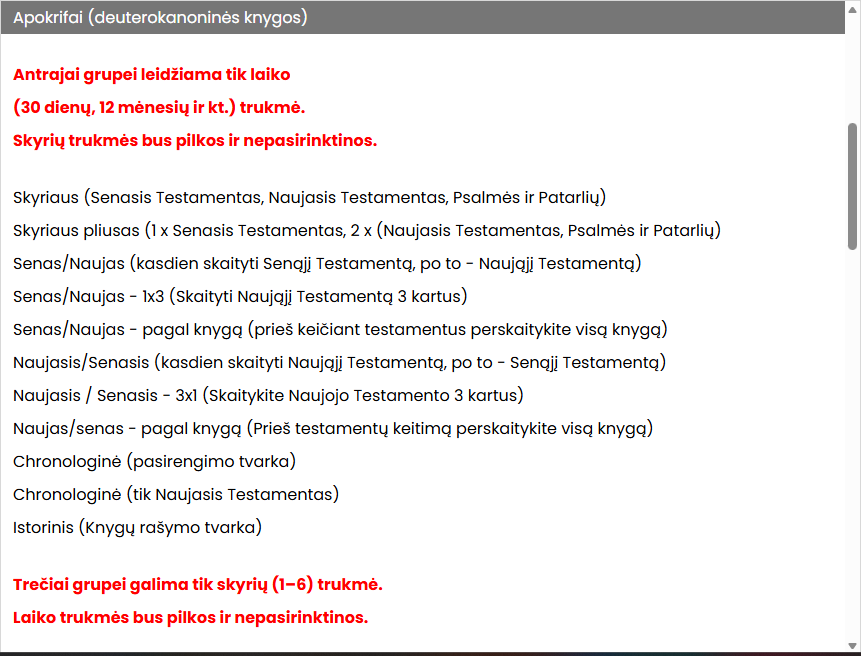 Apokrifai (deuterokanoninės knygos)
Antrajai grupei leidžiama tik laiko
(30 dienų, 12 mėnesių ir kt.) trukmė.
Skyrių trukmės bus pilkos ir nepasirinktinos.
Skyriaus (Senasis Testamentas, Naujasis Testamentas, Psalmės ir Patarlių)
Skyriaus pliusas (1 x Senasis Testamentas, 2 x (Naujasis Testamentas, Psalmės ir Patarlių)
Senas/Naujas (kasdien skaityti Senąjį Testamentą, po to - Naująjį Testamentą)
Senas/Naujas - 1x3 (Skaityti Naująjį Testamentą 3 kartus)
Senas/Naujas - pagal knygą (prieš keičiant testamentus perskaitykite visą knygą)
Naujasis/Senasis (kasdien skaityti Naująjį Testamentą, po to - Senąjį Testamentą)
Naujasis / Senasis - 3x1 (Skaitykite Naujojo Testamento 3 kartus)
Naujas/senas - pagal knygą (Prieš testamentų keitimą perskaitykite visą knygą)
Chronologinė (pasirengimo tvarka)
Chronologinė (tik Naujasis Testamentas)
Istorinis (Knygų rašymo tvarka)
Trečiai grupei galima tik skyrių (1–6) trukmė.
Laiko trukmės bus pilkos ir nepasirinktinos.